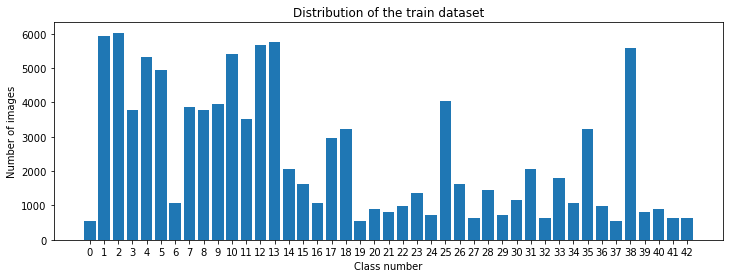 Distribution of the train dataset
Number of images
6000
5000
4000
3000
2000
1000
0
0 1 2 3 4 5 6 7 8 9 10 11 12 13 14 15 16 17 18 19 20 21 22 23 24 25 26 27 28 29 30 31 32 33 34 35 36 37 38 39 40 41 42
Class number